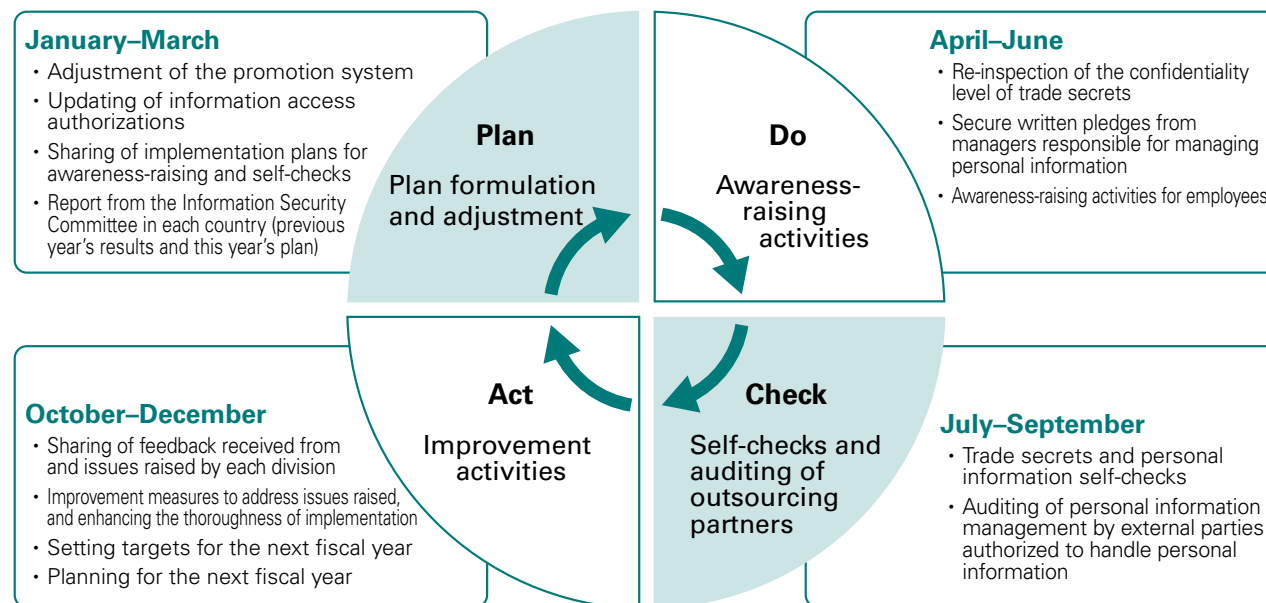 January–March
・Adjustment of the promotion system
・Updating of information access
authorizations
・Sharing of implementation plans for
awareness-raising and self-checks
・Report from the Information Security
Committee in each country (previous
year's results and this year's plan)
Plan
Plan formulation
and adjustment
Do
Awareness-
raising
activities
April–June
・Re-inspection of the confidentiality
level of trade secrets
・Secure written pledges from
managers responsible for managing
personal information
・Awareness-raising activities for employees
October–December
・Sharing of feedback received from
and issues raised by each division
・Improvement measures to address issues raised,
and enhancing the thoroughness of implementation
・Setting targets for the next fiscal year
・Planning for the next fiscal year
Act
Improvement
activities
Check
Self-checks and
auditing of
outsourcing
partners
July–September
・Trade secrets and personal
information self-checks
・Auditing of personal information
management by external parties
authorized to handle personal
information